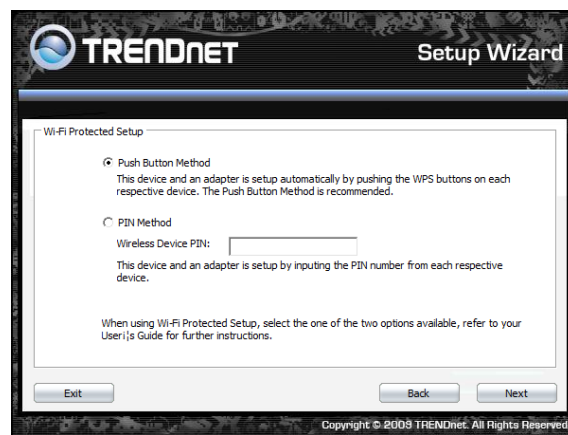 TRENDNET
Setup Wizard
Wi-Fi Protected Setup
Push Button Method
This device and an adapter is setup automatically by pushing the WPS buttons on each
respective device. The Push Button Method is recommended.
PIN Method
Wireless Device PIN:
This device and an adapter is setup by inputing the PIN number from each respective
device.
When using Wi-Fi Protected Setup, select the one of the two options available, refer to your
Useri¦s Guide for further instructions.
Exit
Back
Next
Copyright © 2009 TRENDnet. All Rights Reserved